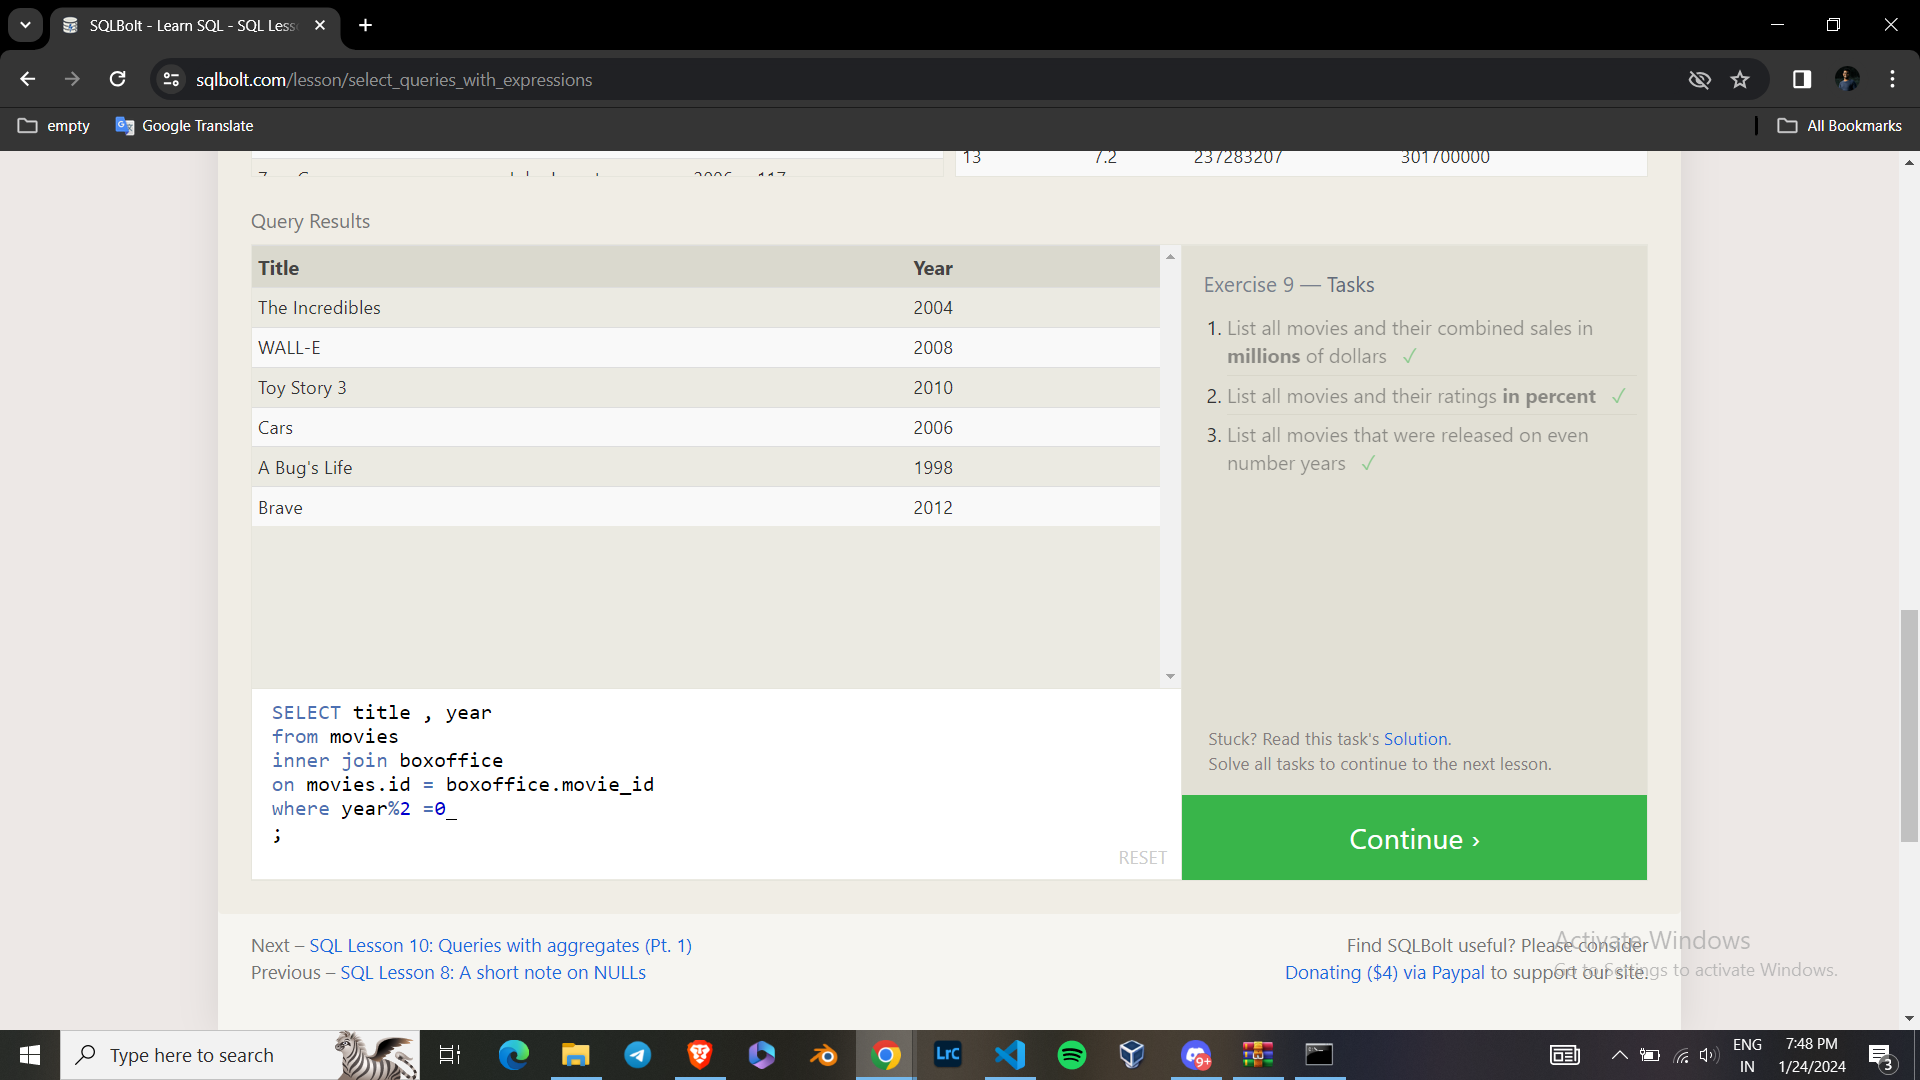 SQLBolt - Learn SQL - SQL Less
sqlbolt.com/lesson/select_queries_with_expressions
empty
Google Translate
All Bookmarks
13 7.2 237283207 301700000
2006 117
Query Results
Title Year
The Incredibles 2004
WALL-E 2008
Toy Story 3 2010
Cars 2006
A Bug's Life 1998
Brave 2012
Exercise 9 — Tasks
1. List all movies and their combined sales in
millions of dollars ✓
2. List all movies and their ratings in percent ✓
3. List all movies that were released on even
number years ✓
SELECT title , year
from movies
inner join boxoffice
on movies.id = boxoffice.movie_id
where year%2 =0_
;
RESET
Stuck? Read this task's Solution.
Solve all tasks to continue to the next lesson.
Continue ›
Next – SQL Lesson 10: Queries with aggregates (Pt. 1)
Previous – SQL Lesson 8: A short note on NULLs
Find SQLBolt useful? Please consider
Donating ($4) via Paypal to support our site.
Activate Windows
Go to Settings to activate Windows.
Type here to search
Lrc
9+
ENG
IN
7:48 PM
1/24/2024
3